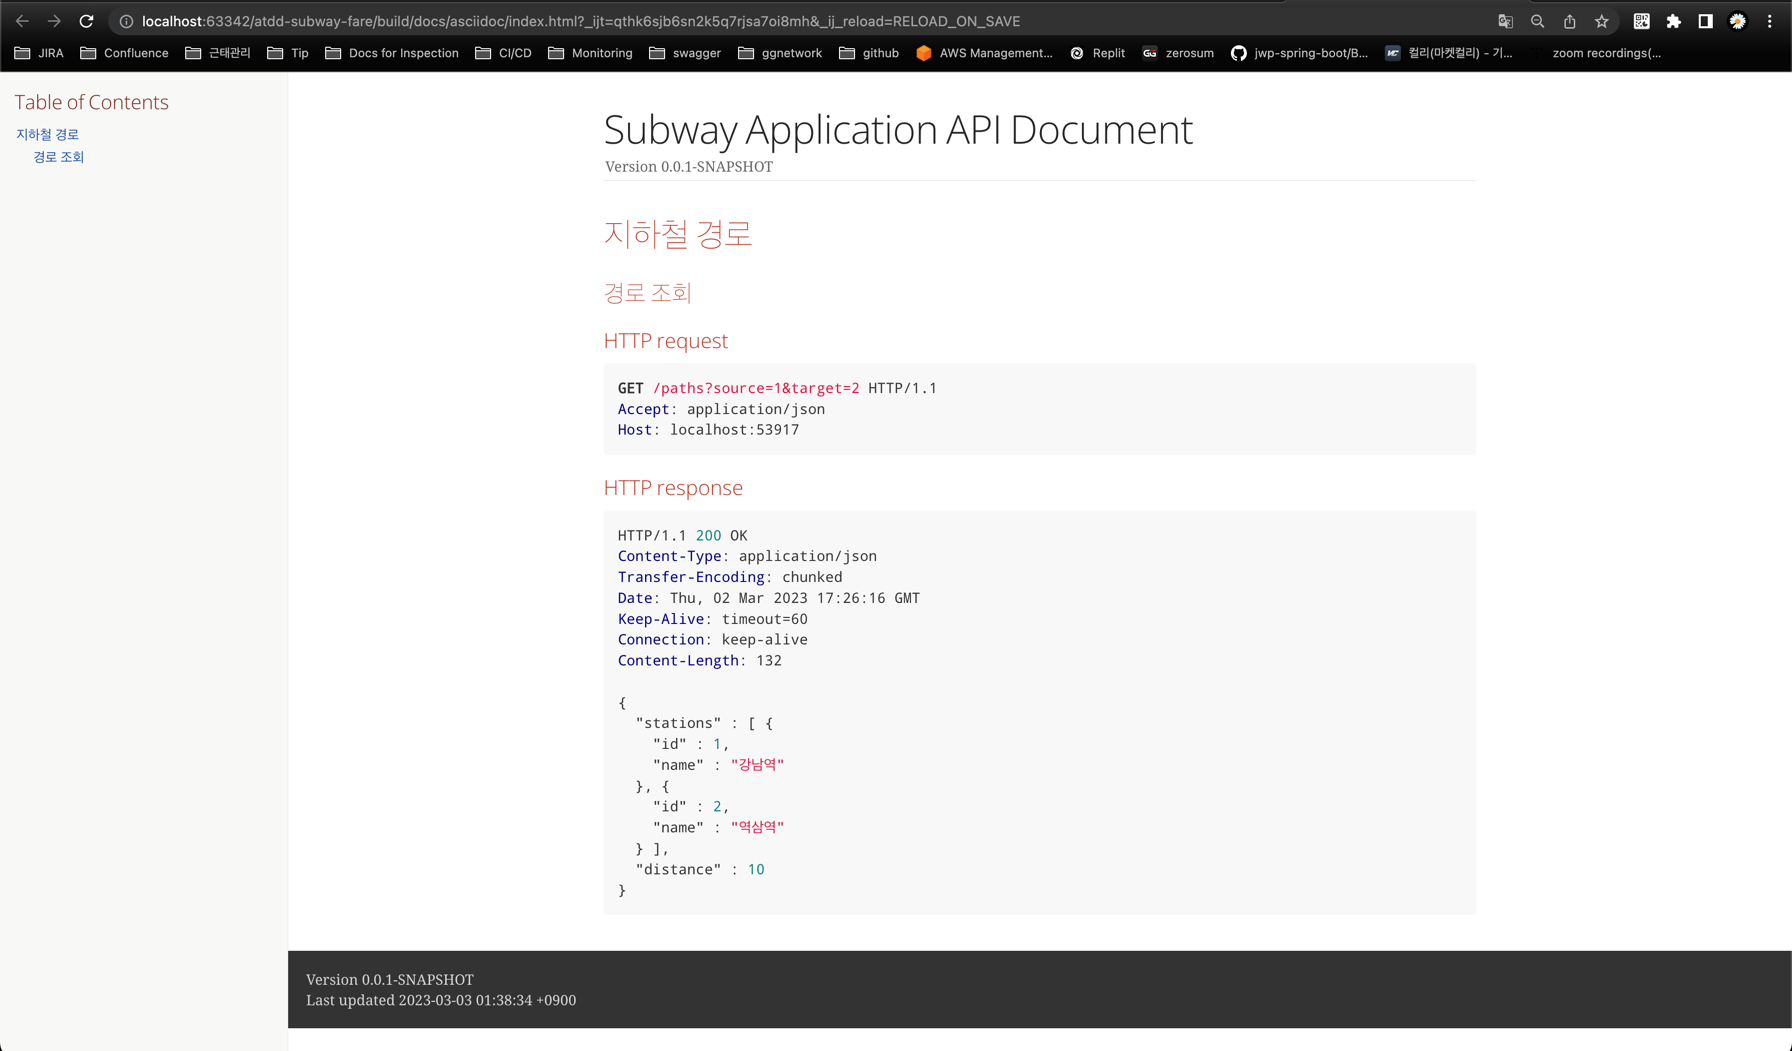 localhost:63342/atdd-subway-fare/build/docs/asciidoc/index.html?_ijt=qthk6sjb6sn2k5q7rjsa7oi8mh&_ij_reload=RELOAD_ON_SAVE
JIRA Confluence 근태관리 Tip Docs for Inspection CI/CD Monitoring swagger ggnetwork github AWS Management... Replit GG zerosum jwp-spring-boot/B... 컬리(마켓컬리) - 기... zoom recordings(...
Table of Contents
지하철 경로
경로 조회
Subway Application API Document
Version 0.0.1-SNAPSHOT
지하철 경로
경로 조회
HTTP request
GET /paths?source=1&target=2 HTTP/1.1
Accept: application/json
Host: localhost:53917
HTTP response
HTTP/1.1 200 OK
Content-Type: application/json
Transfer-Encoding: chunked
Date: Thu, 02 Mar 2023 17:26:16 GMT
Keep-Alive: timeout=60
Connection: keep-alive
Content-Length: 132
{
"stations" : [ {
"id" : 1,
"name" : "강남역"
}, {
"id" : 2,
"name" : "역삼역"
} ],
"distance" : 10
}
Version 0.0.1-SNAPSHOT
Last updated 2023-03-03 01:38:34 +0900